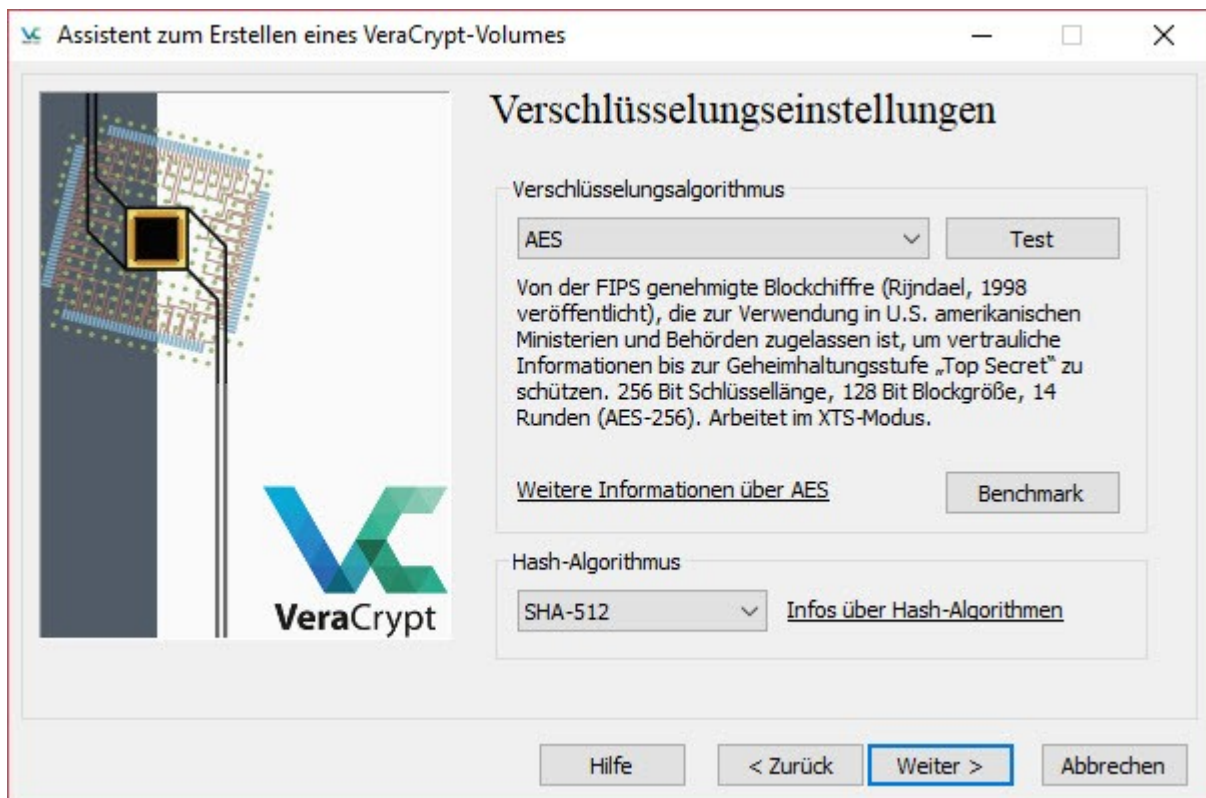 Assistent zum Erstellen eines VeraCrypt-Volumes
Verschlüsselungseinstellungen
Verschlüsselungsalgorithmus
AES
Test
Von der FIPS genehmigte Blockchiffre (Rijndael, 1998
veröffentlicht), die zur Verwendung in U.S. amerikanischen
Ministerien und Behörden zugelassen ist, um vertrauliche
Informationen bis zur Geheimhaltungsstufe „Top Secret“ zu
schützen. 256 Bit Schlüssellänge, 128 Bit Blockgröße, 14
Runden (AES-256). Arbeitet im XTS-Modus.
Weitere Informationen über AES
Benchmark
VeraCrypt
Hash-Algorithmus
SHA-512
Infos über Hash-Algorithmen
Hilfe
< Zurück
Weiter >
Abbrechen